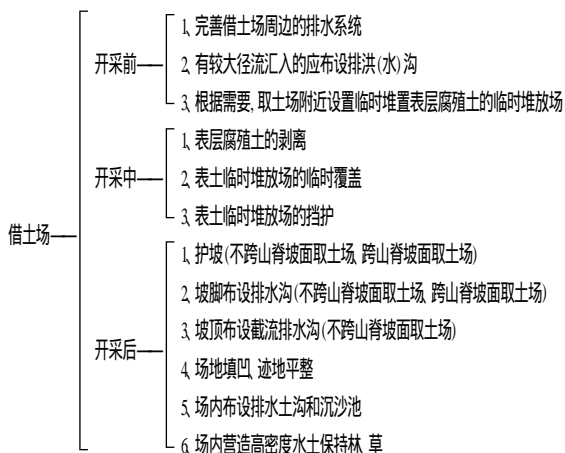 1、完善借土场周边的排水系统
开采前
2、有较大径流汇入的应布设排洪(水)沟
3、根据需要,取土场附近设置临时堆置表层腐殖土的临时堆放场
1、表层腐殖土的剥离
开采中
2、表土临时堆放场的临时覆盖
3、表土临时堆放场的挡护
借土场
1、护坡(不跨山脊坡面取土场、跨山脊坡面取土场)
2、坡脚布设排水沟(不跨山脊坡面取土场、跨山脊坡面取土场)
3、坡顶布设截流排水沟(不跨山脊坡面取土场)
开采后
4、场地填凹、迹地平整
5、场内布设排水土沟和沉沙池
6、场内营造高密度水土保持林、草